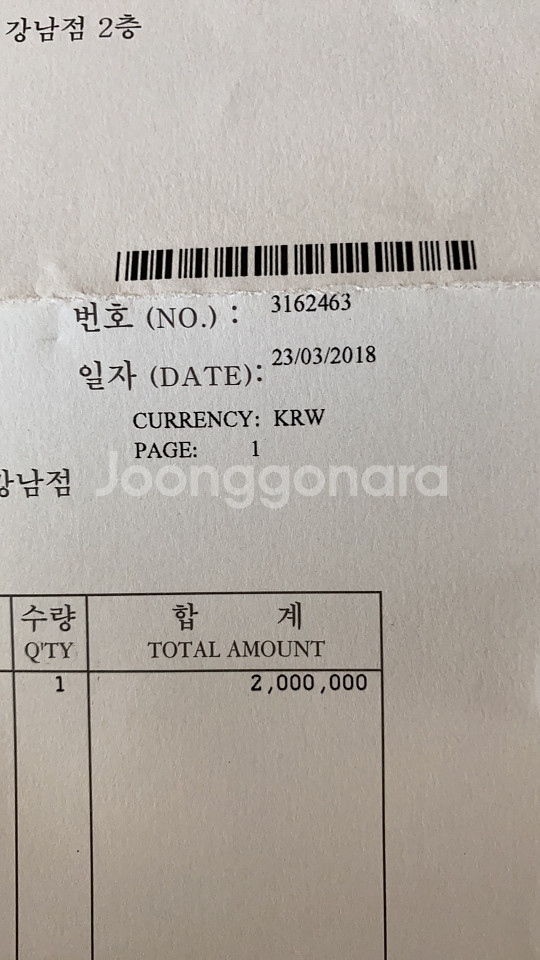 강남점 2층
번호 (NO.) : 3162463
일자 (DATE): 23/03/2018
CURRENCY: KRW
PAGE: 1
강남점
Joonggonara
수량 합 계
Q'TY TOTAL AMOUNT
1 2,000,000